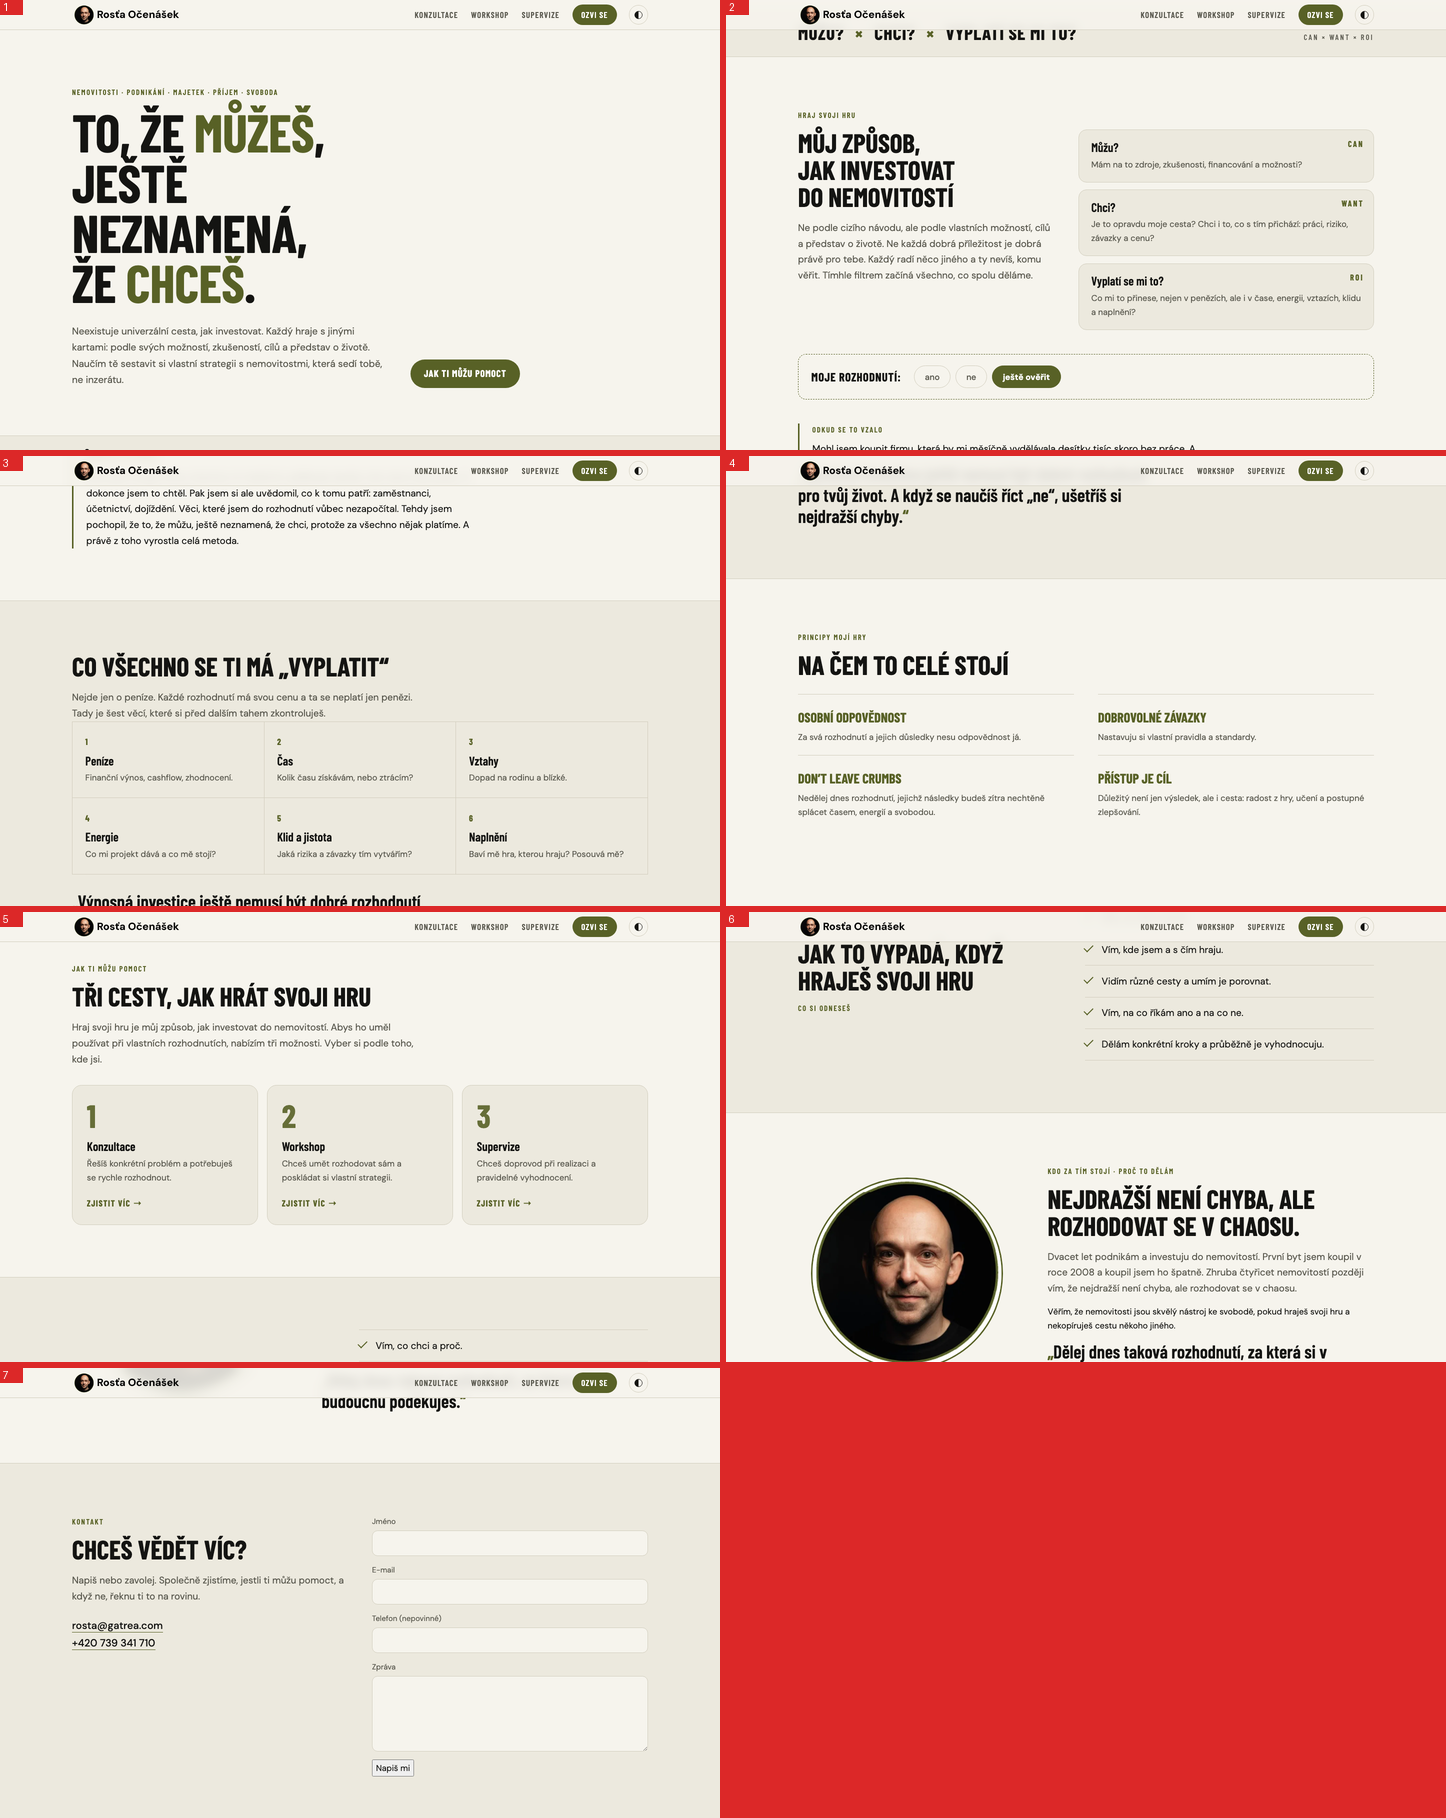 1
Rosťa Očenášek
KONZULTACE WORKSHOP SUPERVIZE OZVI SE
NEMOVITOSTI · PODNIKÁNÍ · MAJETEK · PŘÍJEM · SVOBODA
TO, ŽE MŮŽEŠ,
JEŠTĚ
NEZNAMENÁ,
ŽE CHCEŠ.
Neexistuje univerzální cesta, jak investovat. Každý hraje s jinými
kartami: podle svých možností, zkušeností, cílů a představ o životě.
Naučím tě sestavit si vlastní strategii s nemovitostmi, která sedí tobě,
ne inzerátu.
JAK TI MŮŽU POMOCT
2
Rosťa Očenášek
KONZULTACE WORKSHOP SUPERVIZE OZVI SE
MŮŽU? × CHCI? × VYPLATÍ SE MI TO?
CAN × WANT × ROI
HRAJ SVOJI HRU
MŮJ ZPŮSOB,
JAK INVESTOVAT
DO NEMOVITOSTÍ
Ne podle cizího návodu, ale podle vlastních možností, cílů
a představ o životě. Ne každá dobrá příležitost je dobrá
právě pro tebe. Každý radí něco jiného a ty nevíš, komu
věřit. Tímhle filtrem začíná všechno, co spolu děláme.
Můžu?
CAN
Mám na to zdroje, zkušenosti, financování a možnosti?
Chci?
WANT
Je to opravdu moje cesta? Chci i to, co s tím přichází: práci, riziko,
závazky a cenu?
Vyplatí se mi to?
ROI
Co mi to přinese, nejen v penězích, ale i v čase, energii, vztazích, klidu
a naplnění?
MOJE ROZHODNUTÍ: ano ne ještě ověřit
ODKUD SE TO VZALO
Mohl jsem koupit firmu, která by mi měsíčně vydělávala desítky tisíc skoro bez práce. A
3
Rosťa Očenášek
KONZULTACE WORKSHOP SUPERVIZE OZVI SE
dokonce jsem to chtěl. Pak jsem si ale uvědomil, co k tomu patří: zaměstnanci,
účetnictví, dojíždění. Věci, které jsem do rozhodnutí vůbec nezapočítal. Tehdy jsem
pochopil, že to, že můžu, ještě neznamená, že chci, protože za všechno nějak platíme. A
právě z toho vyrostla celá metoda.
CO VŠECHNO SE TI MÁ „VYPLATIT“
Nejde jen o peníze. Každé rozhodnutí má svou cenu a ta se neplatí jen penězi.
Tady je šest věcí, které si před dalším tahem zkontroluješ.
1
Peníze
Finanční výnos, cashflow, zhodnocení.
2
Čas
Kolik času získávám, nebo ztrácím?
3
Vztahy
Dopad na rodinu a blízké.
4
Energie
Co mi projekt dává a co mě stojí?
5
Klid a jistota
Jaká rizika a závazky tím vytvářím?
6
Naplnění
Baví mě hra, kterou hraju? Posouvá mě?
„Výnosná investice ještě nemusí být dobré rozhodnutí
4
Rosťa Očenášek
KONZULTACE WORKSHOP SUPERVIZE OZVI SE
pro tvůj život. A když se naučíš říct „ne“, ušetříš si
nejdražší chyby.“
PRINCIPY MOJÍ HRY
NA ČEM TO CELÉ STOJÍ
OSOBNÍ ODPOVĚDNOST
Za svá rozhodnutí a jejich důsledky nesu odpovědnost já.
DOBROVOLNÉ ZÁVAZKY
Nastavuju si vlastní pravidla a standardy.
DON'T LEAVE CRUMBS
Nedělej dnes rozhodnutí, jejichž následky budeš zítra nechtěně
splácet časem, energií a svobodou.
PŘÍSTUP JE CÍL
Důležitý není jen výsledek, ale i cesta: radost z hry, učení a postupné
zlepšování.
5
Rosťa Očenášek
KONZULTACE WORKSHOP SUPERVIZE OZVI SE
JAK TI MŮŽU POMOCT
TŘI CESTY, JAK HRÁT SVOJI HRU
Hraj svoji hru je můj způsob, jak investovat do nemovitostí. Abys ho uměl
používat při vlastních rozhodnutích, nabízím tři možnosti. Vyber si podle toho,
kde jsi.
1
Konzultace
Řešíš konkrétní problém a potřebuješ
se rychle rozhodnout.
ZJISTIT VÍC →
2
Workshop
Chceš umět rozhodovat sám a
poskládat si vlastní strategii.
ZJISTIT VÍC →
3
Supervize
Chceš doprovod při realizaci a
pravidelné vyhodnocení.
ZJISTIT VÍC →
Vím, co chci a proč.
6
Rosťa Očenášek
KONZULTACE WORKSHOP SUPERVIZE OZVI SE
JAK TO VYPADÁ, KDYŽ
HRAJEŠ SVOJI HRU
CO SI ODNESEŠ
Vím, kde jsem a s čím hraju.
Vidím různé cesty a umím je porovnat.
Vím, na co říkám ano a na co ne.
Dělám konkrétní kroky a průběžně je vyhodnocuju.
KDO ZA TÍM STOJÍ · PROČ TO DĚLÁM
NEJDRAŽŠÍ NENÍ CHYBA, ALE
ROZHODOVAT SE V CHAOSU.
Dvacet let podnikám a investuju do nemovitostí. První byt jsem koupil v
roce 2008 a koupil jsem ho špatně. Zhruba čtyřicet nemovitostí později
vím, že nejdražší není chyba, ale rozhodovat se v chaosu.
Věřím, že nemovitosti jsou skvělý nástroj ke svobodě, pokud hraješ svoji hru a
nekopíruješ cestu někoho jiného.
„Dělej dnes taková rozhodnutí, za která si v
7
Rosťa Očenášek
KONZULTACE WORKSHOP SUPERVIZE OZVI SE
budoucnu poděkuješ.“
KONTAKT
CHCEŠ VĚDĚT VÍC?
Napiš nebo zavolej. Společně zjistíme, jestli ti můžu pomoct, a
když ne, řeknu ti to na rovinu.
rosta@gatrea.com
+420 739 341 710
Jméno
E-mail
Telefon (nepovinné)
Zpráva
Napiš mi